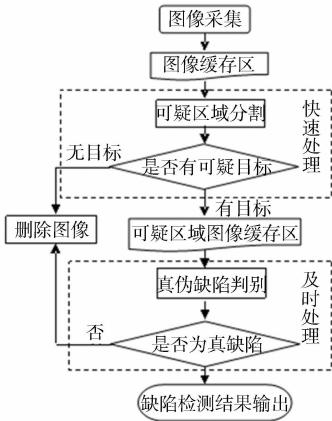 图像采集
图像缓存区
可疑区域分割
快速处理
无目标
是否有可疑目标
有目标
删除图像
可疑区域图像缓存区
真伪缺陷判别
及时处理
否
是否为真缺陷
缺陷检测结果输出